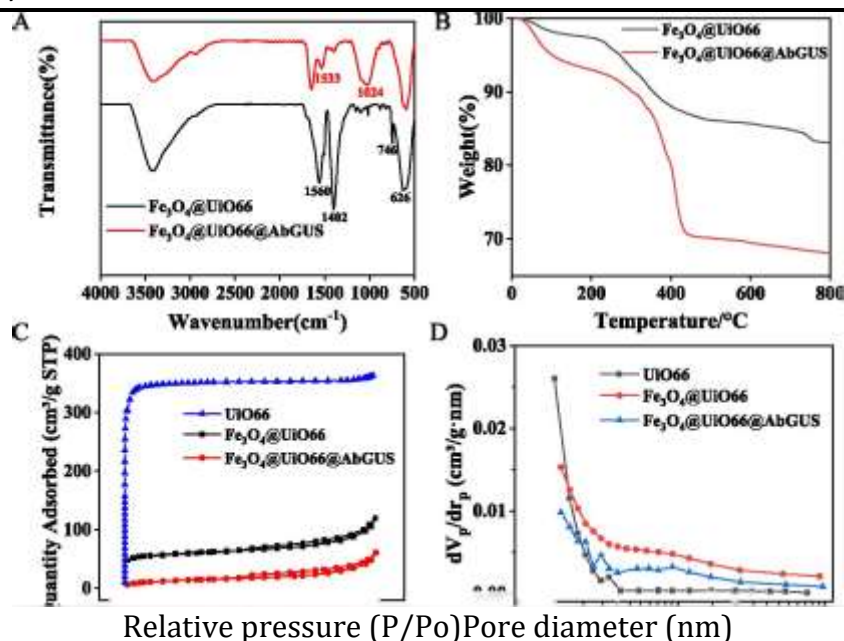 A
Transmittance(%)
1533
1024
746
1560
1402
626
Fe₃O₄@UiO66
Fe₃O₄@UiO66@AbGUS
4000 3500 3000 2500 2000 1500 1000 500
Wavenumber(cm⁻¹)
B
Weight(%)
100
90
80
70
Fe₃O₄@UiO66
Fe₃O₄@UiO66@AbGUS
0 200 400 600 800
Temperature/°C
C
Quantity Adsorbed (cm³/g STP)
400
300
200
100
0
UiO66
Fe₃O₄@UiO66
Fe₃O₄@UiO66@AbGUS
D
dVₚ/drₚ (cm³/g·nm)
0.03
0.02
0.01
0.00
UiO66
Fe₃O₄@UiO66
Fe₃O₄@UiO66@AbGUS
Relative pressure (P/Po)Pore diameter (nm)